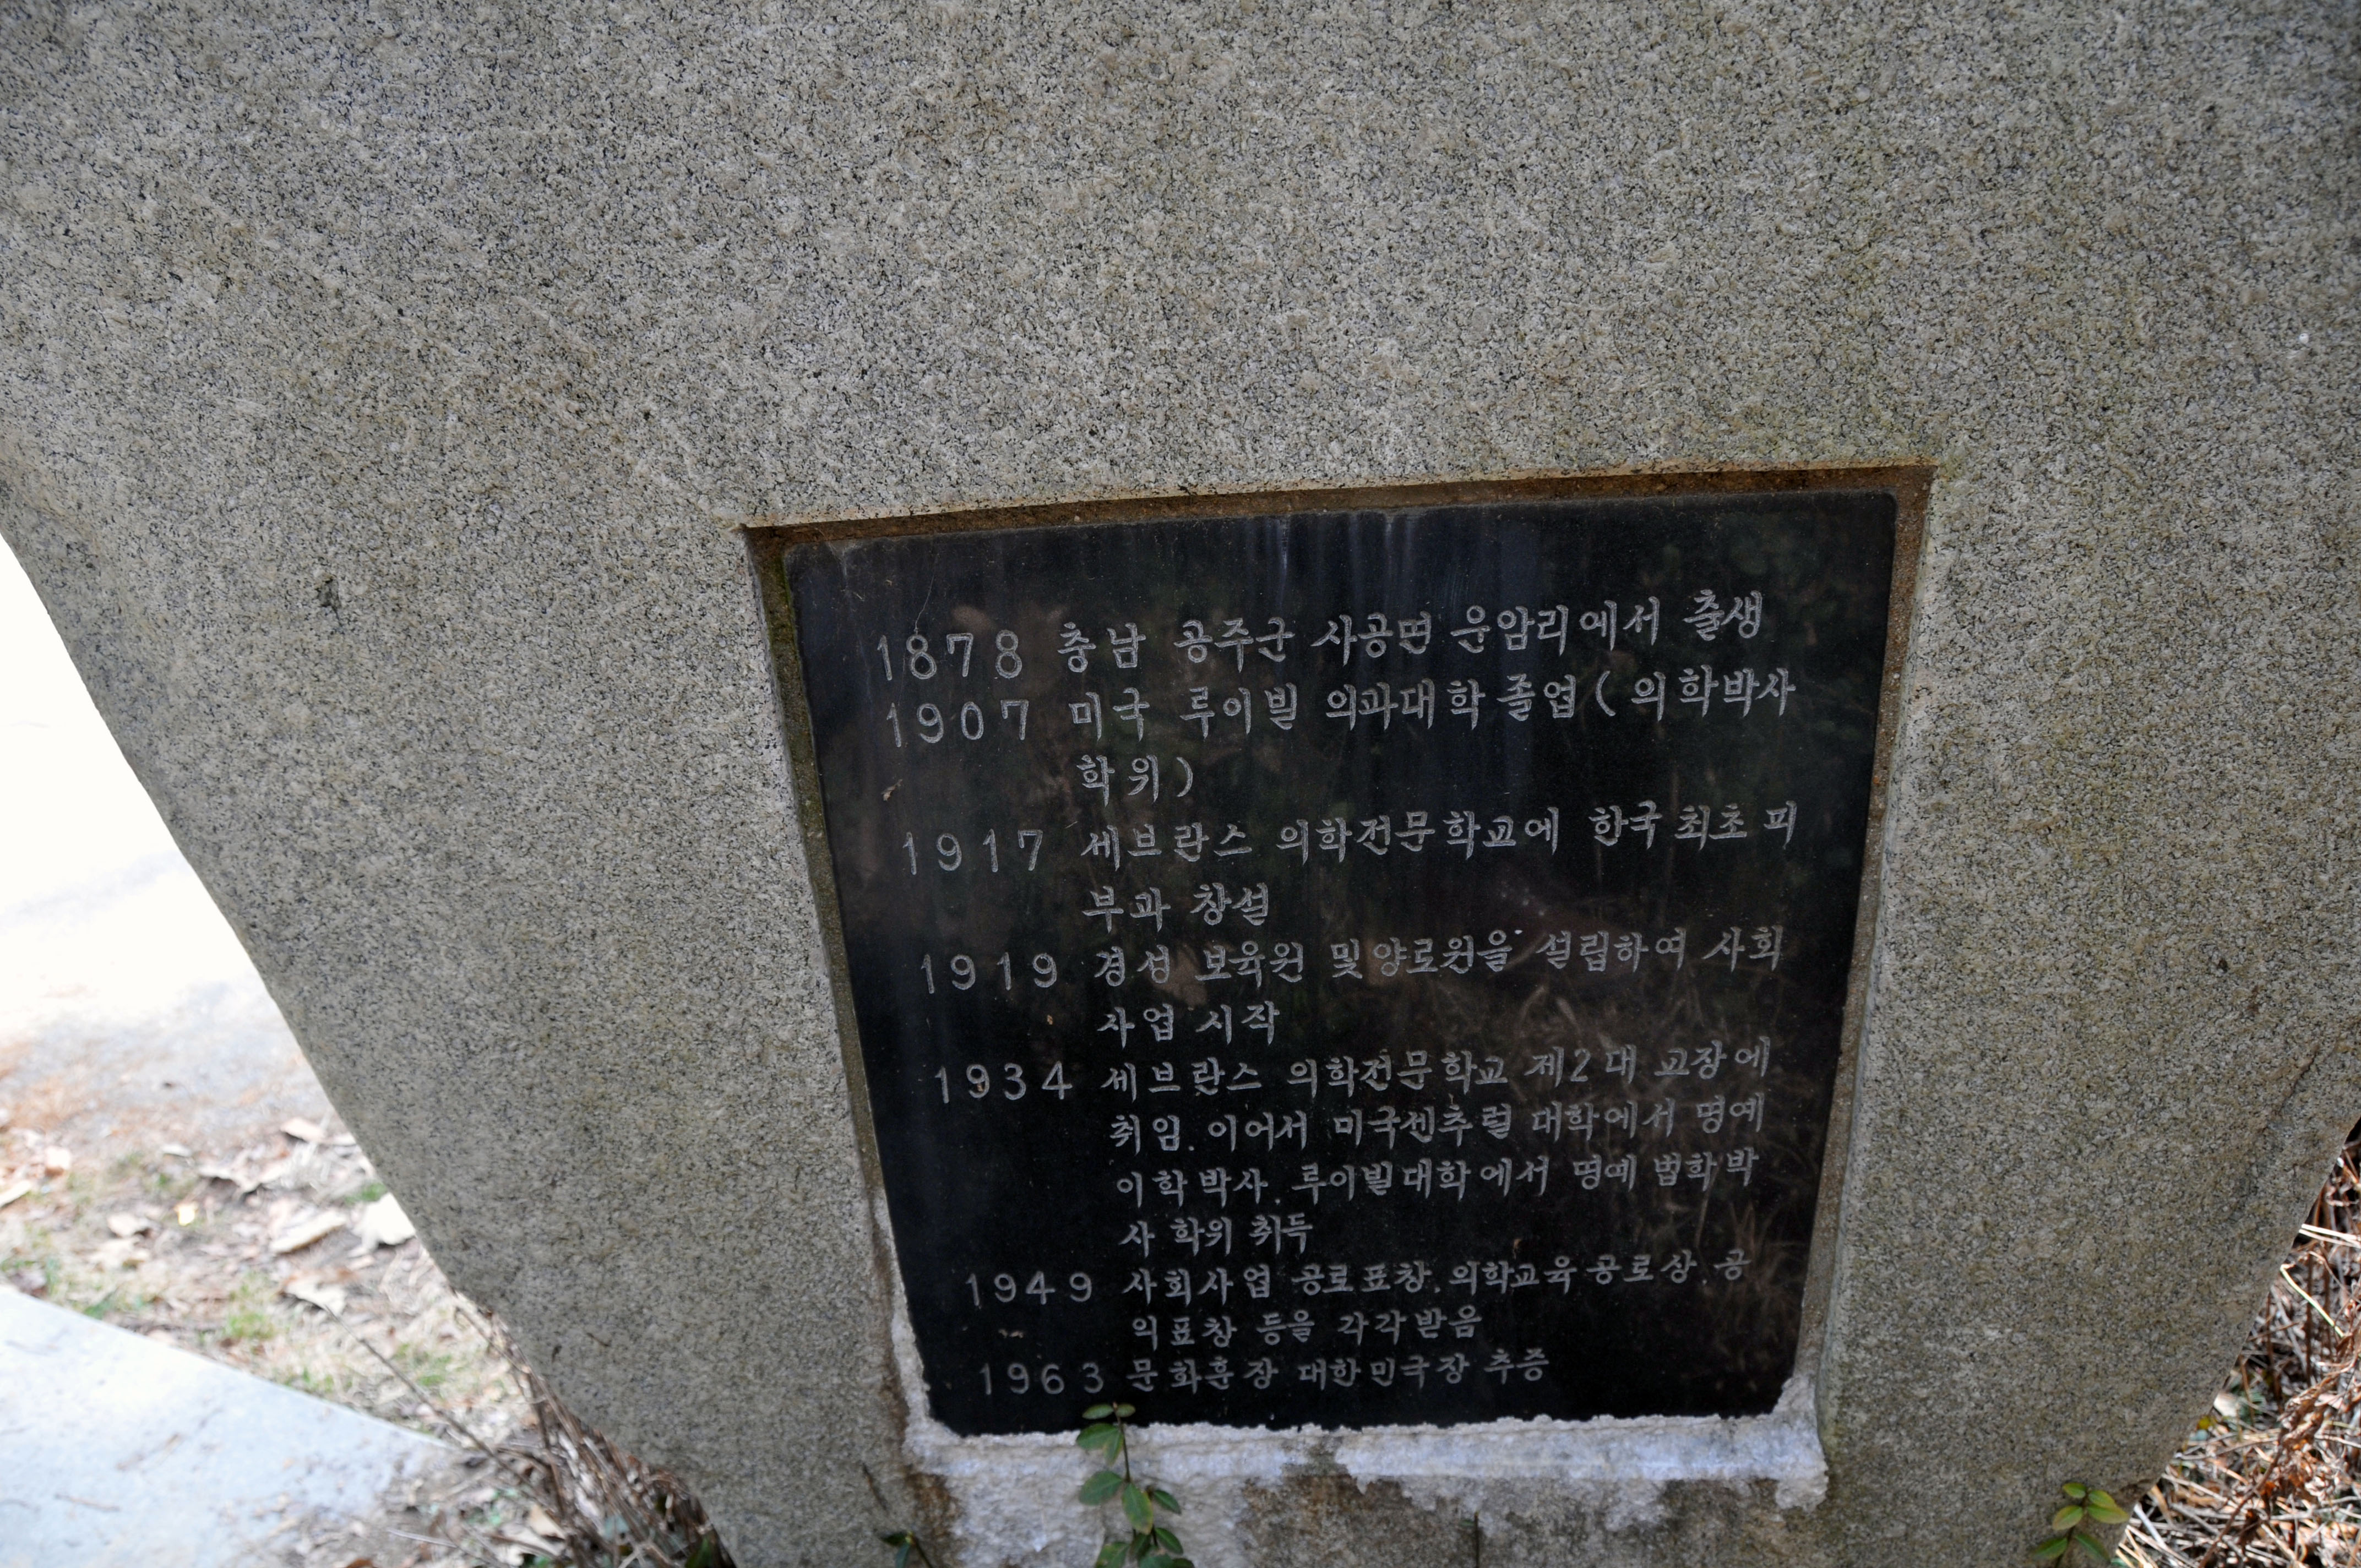 1878 충남 공주군 사공면 운암리에서 출생
1907 미국 루이빌 의과대학 졸업(의학박사
학위)
1917 세브란스 의학전문학교에 한국최초 피
부과 창설
1919 경성 보육원 및 양로원을 설립하여 사회
사업 시작
1934 세브란스 의학전문학교 제2대 교장에
취임. 이어서 미국센추럴 대학에서 명예
이학박사. 루이빌대학에서 명예 법학박
사 학위 취득
1949 사회사업 공로표창. 의학교육공로상. 공
익표창 등을 각각받음
1963 문화훈장 대한민국장 추증